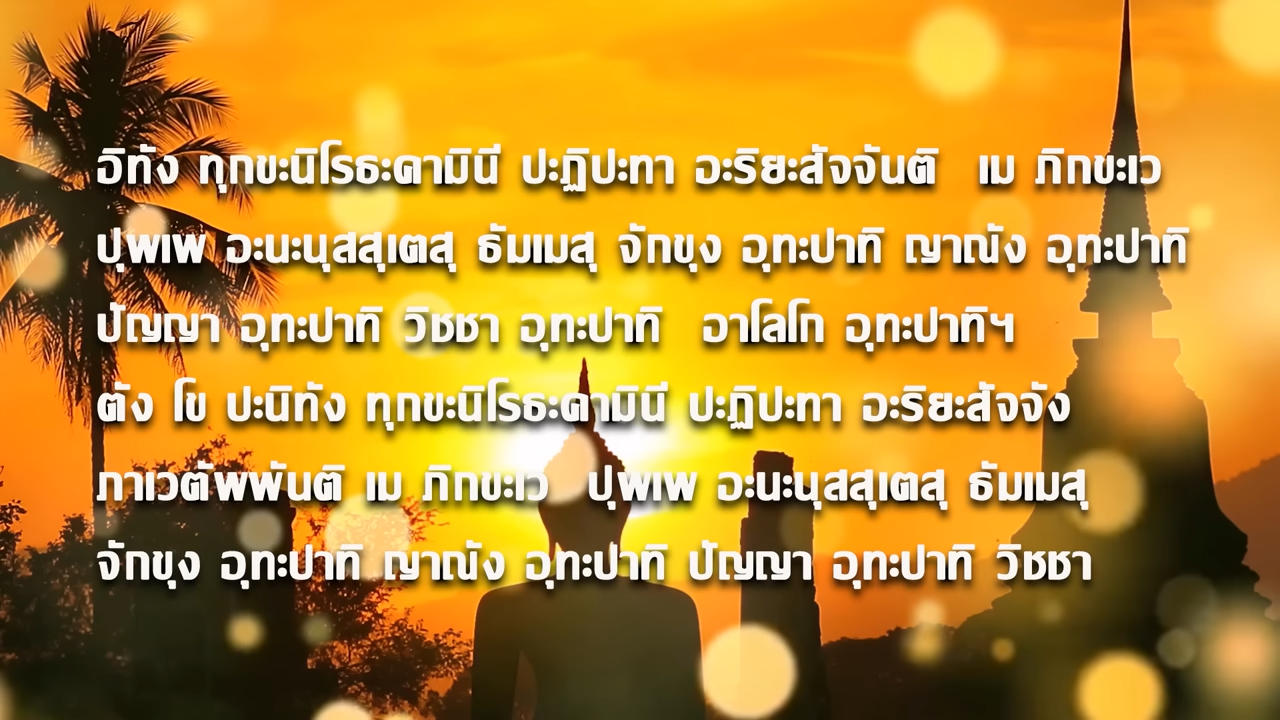 อิทัง ทุกขะนิโรธะคามินี ปะฏิปะทา อะริยะสัจจันติ เม ภิกขะเว
ปุพเพ อะนะนุสสุเตสุ ธัมเมสุ จักขุง อุทะปาทิ ญาณัง อุทะปาทิ
ปัญญา อุทะปาทิ วิชชา อุทะปาทิ อาโลโก อุทะปาทิฯ
ตัง โข ปะนิทัง ทุกขะนิโรธะคามินี ปะฏิปะทา อะริยะสัจจัง
ภาเวตัพพันติ เม ภิกขะเว ปุพเพ อะนะนุสสุเตสุ ธัมเมสุ
จักขุง อุทะปาทิ ญาณัง อุทะปาทิ ปัญญา อุทะปาทิ วิชชา